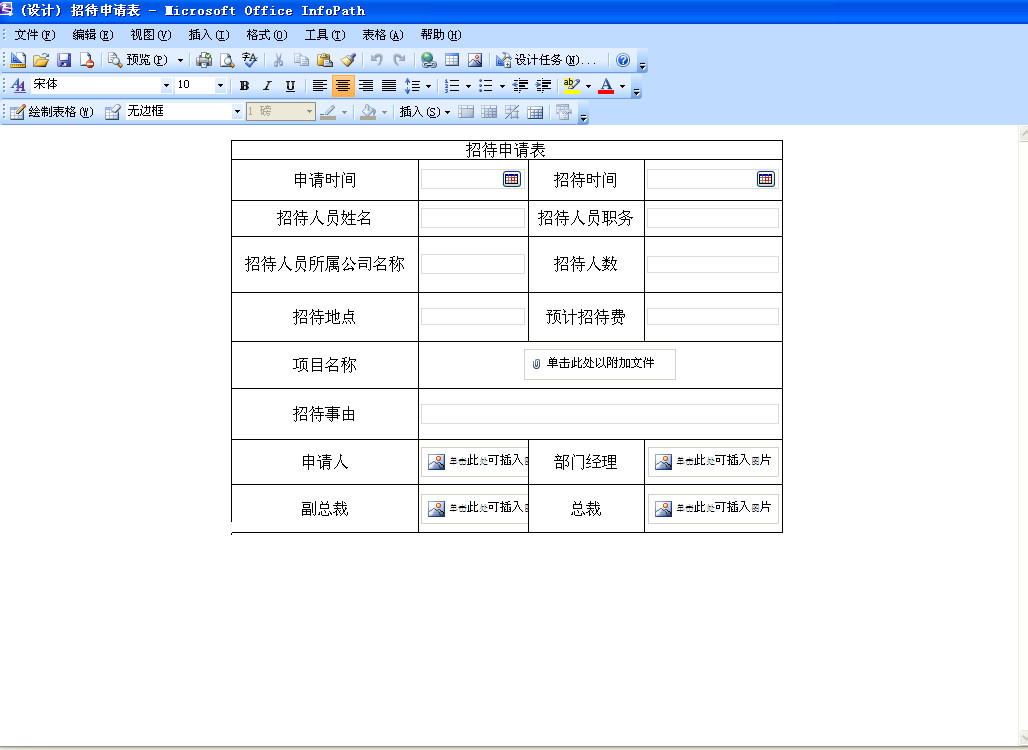 (设计) 招待申请表 - Microsoft Office InfoPath
文件(F) 编辑(E) 视图(V) 插入(I) 格式(O) 工具(T) 表格(A) 帮助(H)
预览(P) 设计任务(N)...
宋体 10 B I U ab A
绘制表格(W) 无边框 1 磅 插入(S)
招待申请表
申请时间 招待时间
招待人员姓名 招待人员职务
招待人员所属公司名称 招待人数
招待地点 预计招待费
项目名称 单击此处以附加文件
招待事由
申请人 单击此处可插入 部门经理 单击此处可插入图片
副总裁 单击此处可插入 总裁 单击此处可插入图片